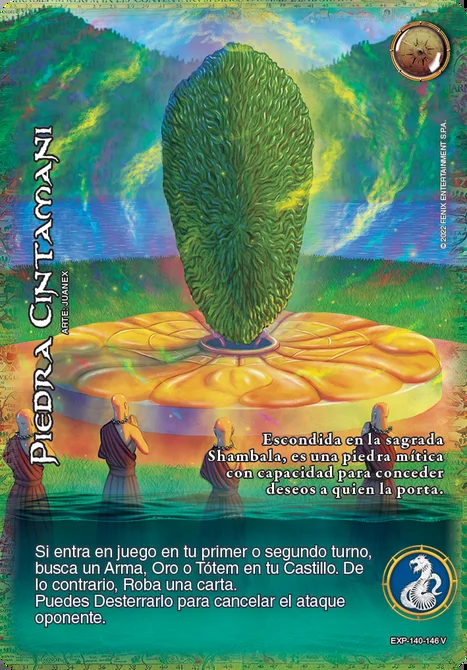 © 2022 FENIX ENTERTAINMENT S.P.A.
PIEDRA CINTAMANI
ARTE: JUANEX
Escondida en la sagrada
Shambala, es una piedra mítica
con capacidad para conceder
deseos a quien la porta.
Si entra en juego en tu primer o segundo turno,
busca un Arma, Oro o Tótem en tu Castillo. De
lo contrario, Roba una carta.
Puedes Desterrarlo para cancelar el ataque
oponente.
EXP-140-146 V